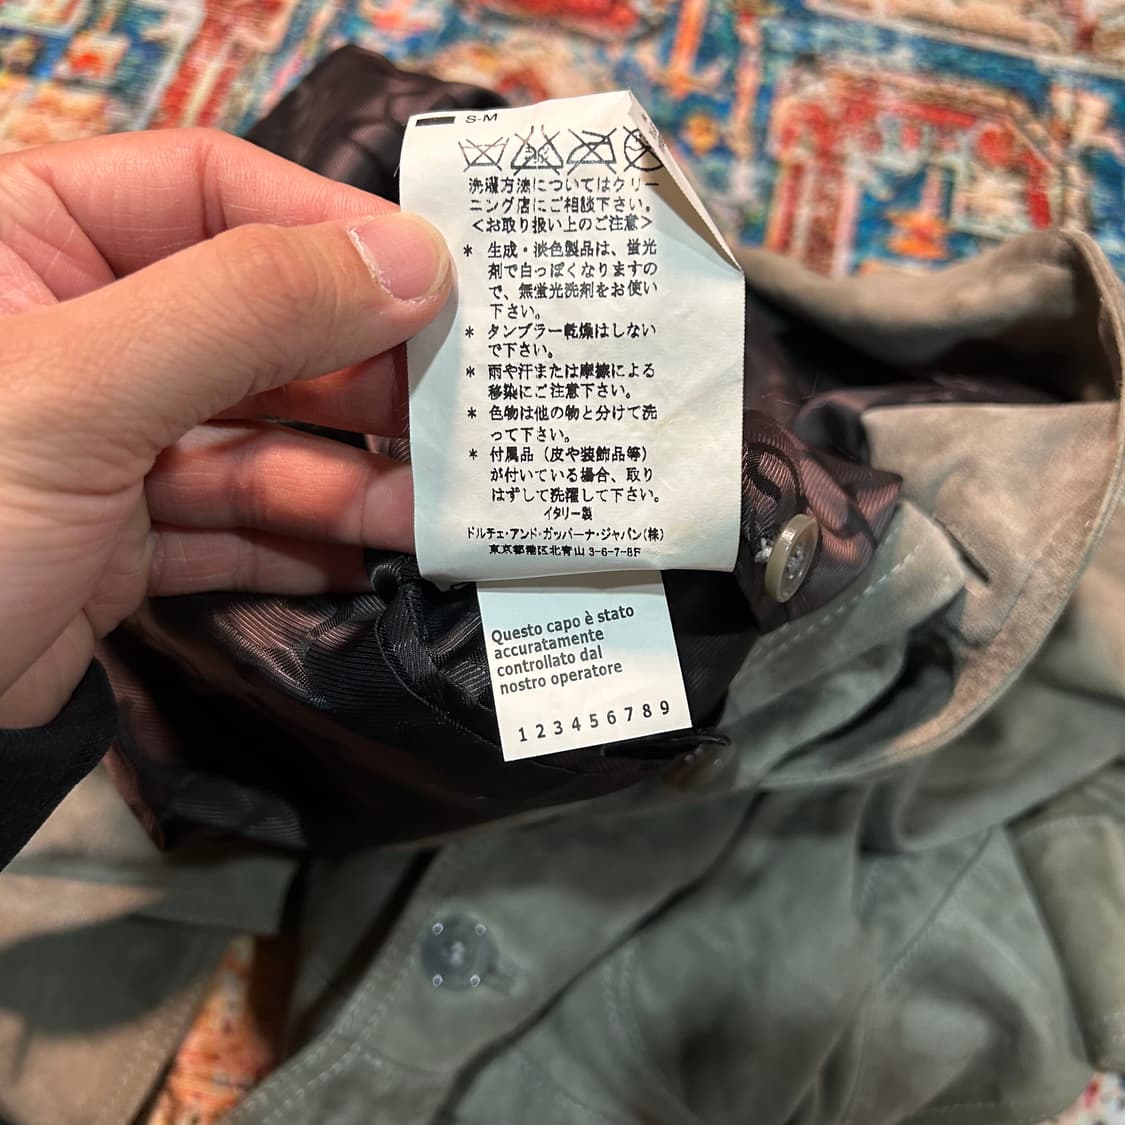 S-M
洗濯方法についてはクリー
ニング店にご相談下さい。
<お取り扱い上のご注意>
* 生成・淡色製品は、蛍光
剤で白っぽくなりますの
で、無蛍光洗剤をお使い
下さい。
* タンブラー乾燥はしない
で下さい。
* 雨や汗または摩擦による
移染にご注意下さい。
* 色物は他の物と分けて洗
って下さい。
* 付属品（皮や装飾品等）
が付いている場合、取り
はずして洗濯して下さい。
イタリー製
ドルチェ・アンド・ガッバーナ・ジャパン(株)
東京都港区北青山 3-6-7-8F
Questo capo è stato
accuratamente
controllato dal
nostro operatore
1 2 3 4 5 6 7 8 9